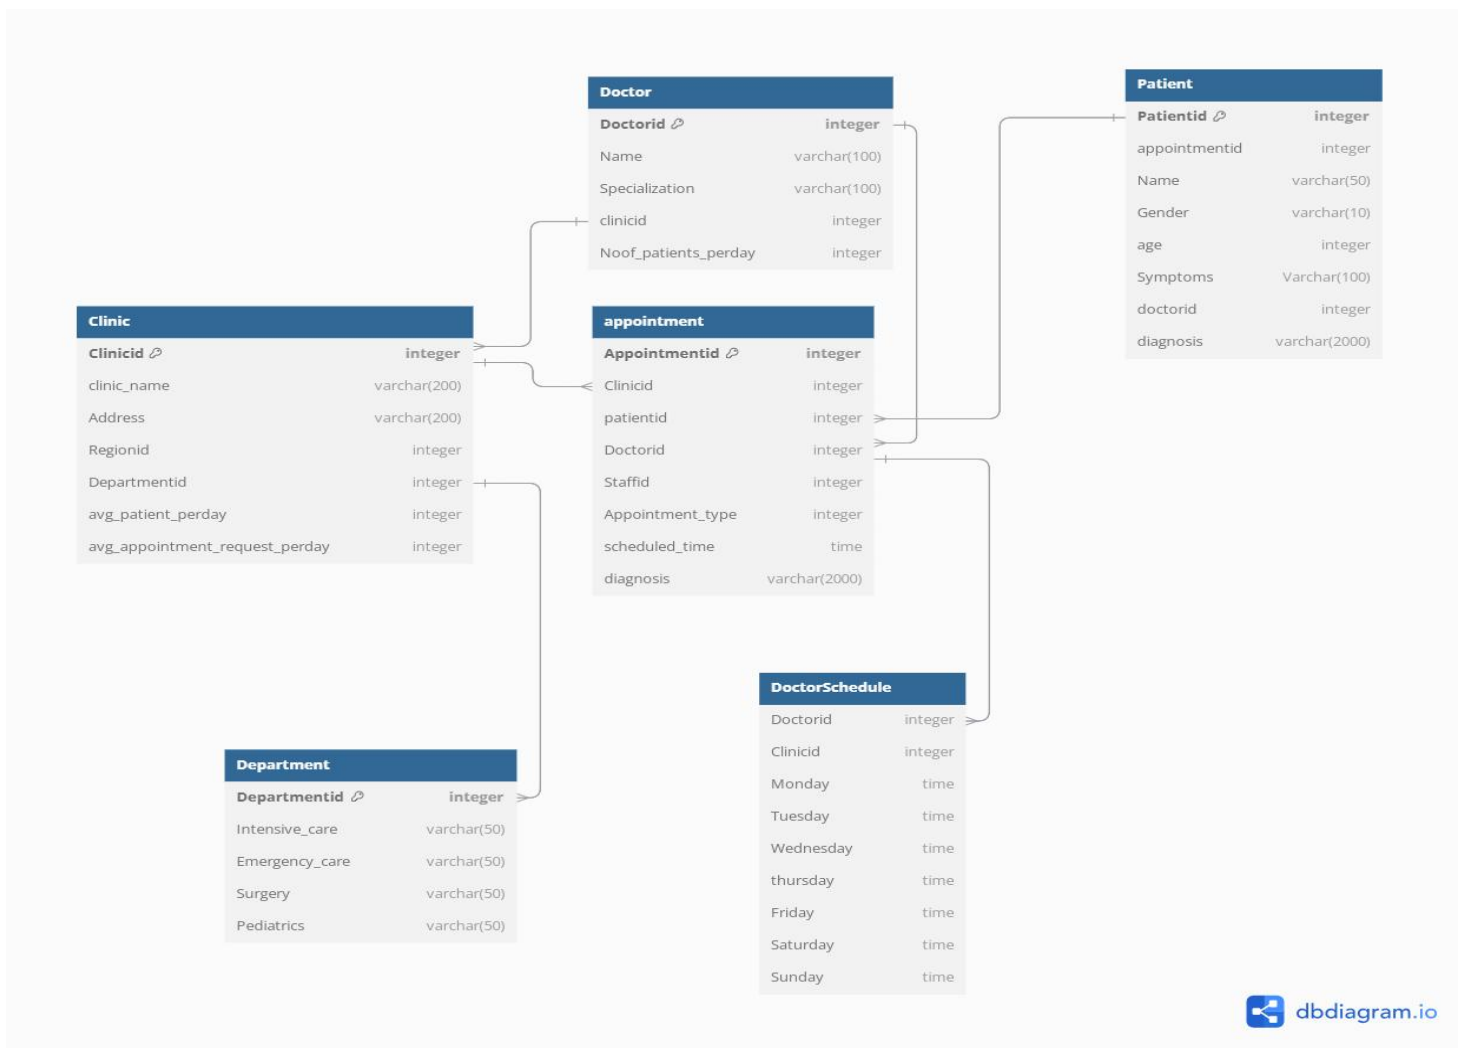 Doctor
Doctorid integer
Name varchar(100)
Specialization varchar(100)
clinicid integer
Noof_patients_perday integer
Patient
Patientid integer
appointmentid integer
Name varchar(50)
Gender varchar(10)
age integer
Symptoms Varchar(100)
doctorid integer
diagnosis varchar(2000)
Clinic
Clinicid integer
clinic_name varchar(200)
Address varchar(200)
Regionid integer
Departmentid integer
avg_patient_perday integer
avg_appointment_request_perday integer
appointment
Appointmentid integer
Clinicid integer
patientid integer
Doctorid integer
Staffid integer
Appointment_type integer
scheduled_time time
diagnosis varchar(2000)
DoctorSchedule
Doctorid integer
Clinicid integer
Monday time
Tuesday time
Wednesday time
thursday time
Friday time
Saturday time
Sunday time
Department
Departmentid integer
Intensive_care varchar(50)
Emergency_care varchar(50)
Surgery varchar(50)
Pediatrics varchar(50)
dbdiagram.io